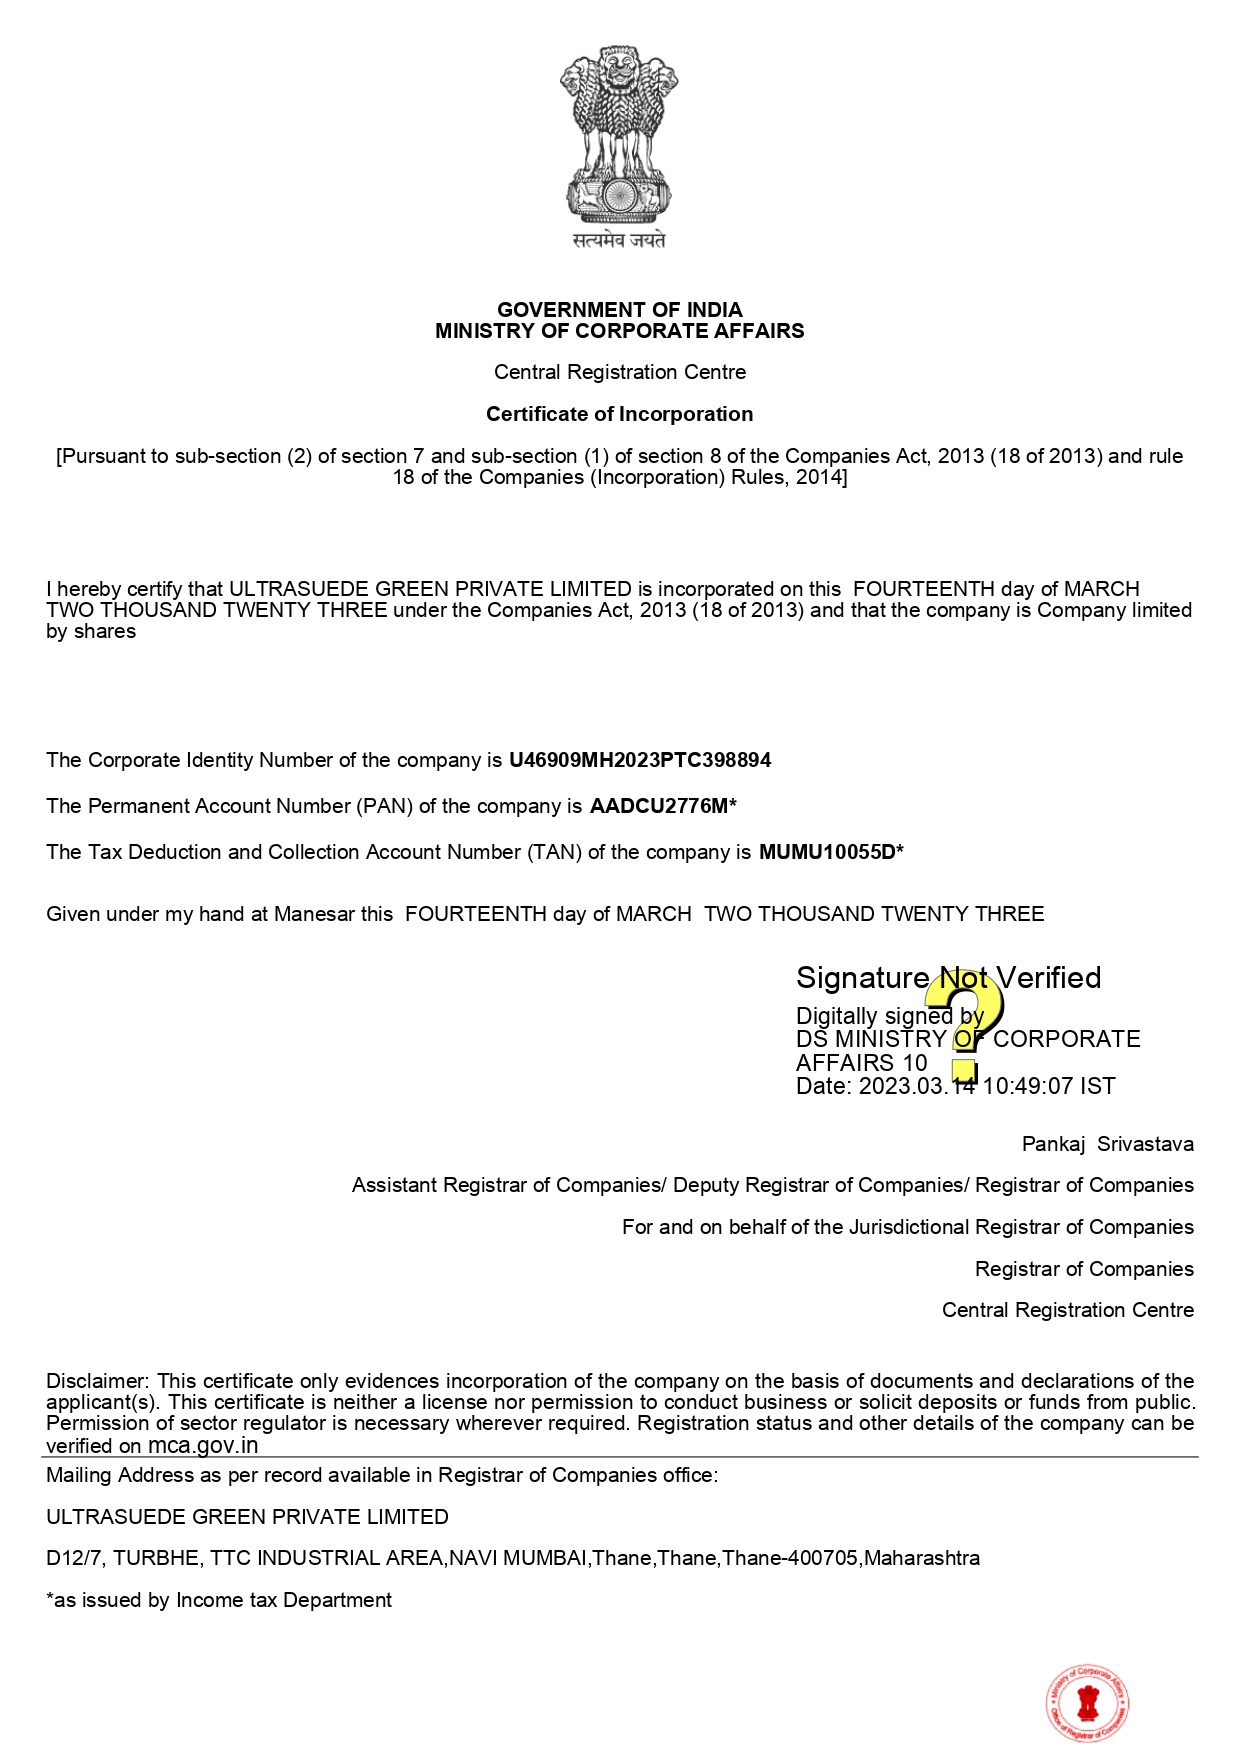 सत्यमेव जयते
GOVERNMENT OF INDIA
MINISTRY OF CORPORATE AFFAIRS
Central Registration Centre
Certificate of Incorporation
[Pursuant to sub-section (2) of section 7 and sub-section (1) of section 8 of the Companies Act, 2013 (18 of 2013) and rule
18 of the Companies (Incorporation) Rules, 2014]
I hereby certify that ULTRASUEDE GREEN PRIVATE LIMITED is incorporated on this FOURTEENTH day of MARCH
TWO THOUSAND TWENTY THREE under the Companies Act, 2013 (18 of 2013) and that the company is Company limited
by shares
The Corporate Identity Number of the company is U46909MH2023PTC398894
The Permanent Account Number (PAN) of the company is AADCU2776M*
The Tax Deduction and Collection Account Number (TAN) of the company is MUMU10055D*
Given under my hand at Manesar this FOURTEENTH day of MARCH TWO THOUSAND TWENTY THREE
Signature Not Verified
Digitally signed by
DS MINISTRY OF CORPORATE
AFFAIRS 10
Date: 2023.03.14 10:49:07 IST
?
Pankaj Srivastava
Assistant Registrar of Companies/ Deputy Registrar of Companies/ Registrar of Companies
For and on behalf of the Jurisdictional Registrar of Companies
Registrar of Companies
Central Registration Centre
Disclaimer: This certificate only evidences incorporation of the company on the basis of documents and declarations of the
applicant(s). This certificate is neither a license nor permission to conduct business or solicit deposits or funds from public.
Permission of sector regulator is necessary wherever required. Registration status and other details of the company can be
verified on mca.gov.in
Mailing Address as per record available in Registrar of Companies office:
ULTRASUEDE GREEN PRIVATE LIMITED
D12/7, TURBHE, TTC INDUSTRIAL AREA,NAVI MUMBAI,Thane,Thane,Thane-400705,Maharashtra
*as issued by Income tax Department
Ministry of Corporate Affairs
Office of Registrar of Companies